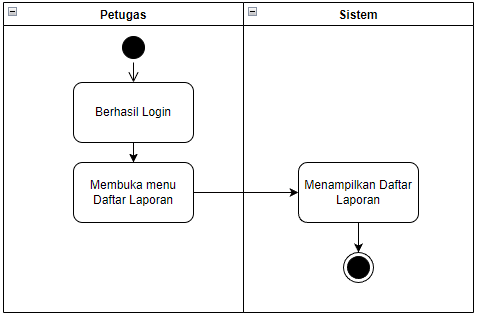 Petugas
Sistem
Berhasil Login
Membuka menu
Daftar Laporan
Menampilkan Daftar
Laporan